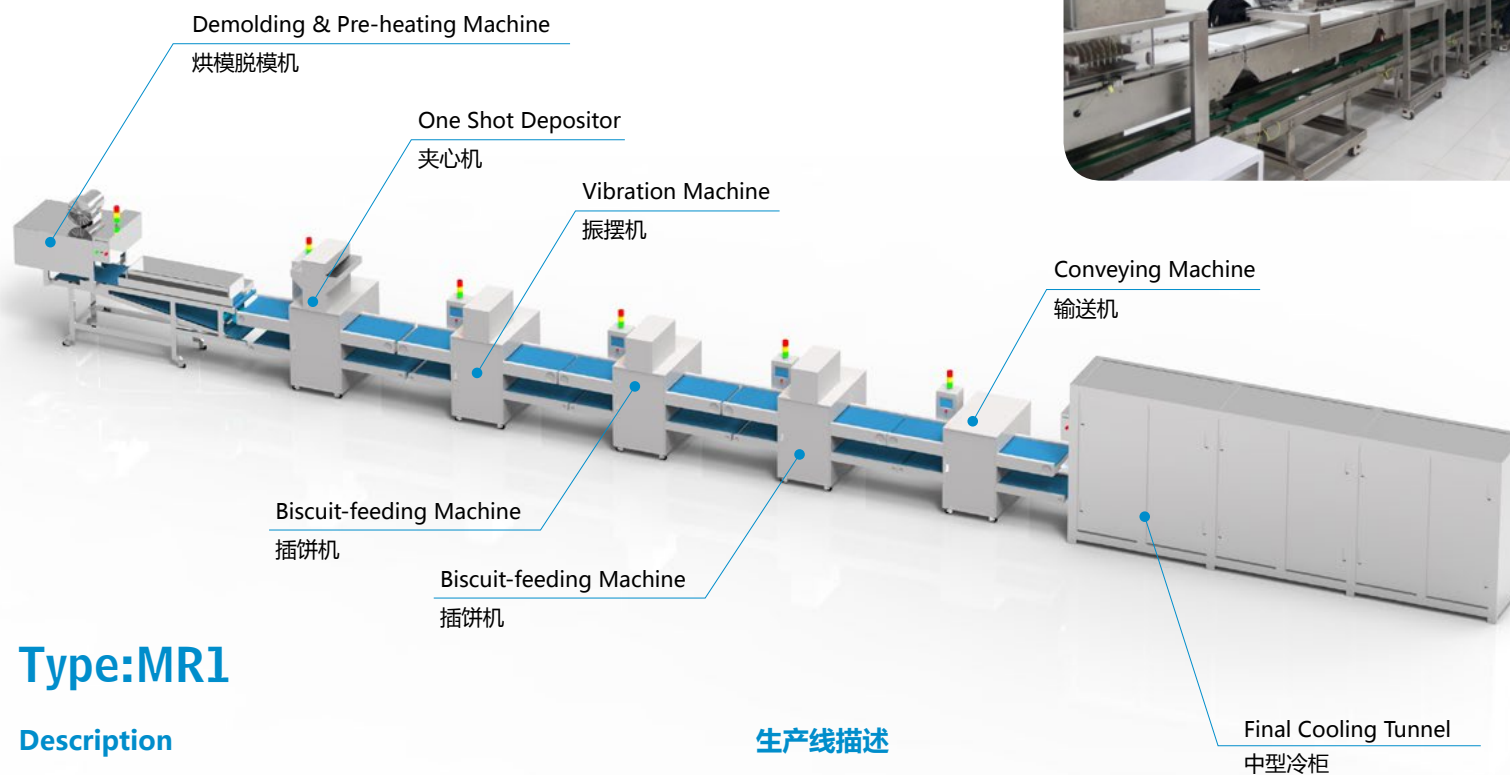 Demolding & Pre-heating Machine
烘模脱模机
One Shot Depositor
夹心机
Vibration Machine
振摆机
Conveying Machine
输送机
Biscuit-feeding Machine
插饼机
Biscuit-feeding Machine
插饼机
Type:MR1
Description
生产线描述
Final Cooling Tunnel
中型冷柜